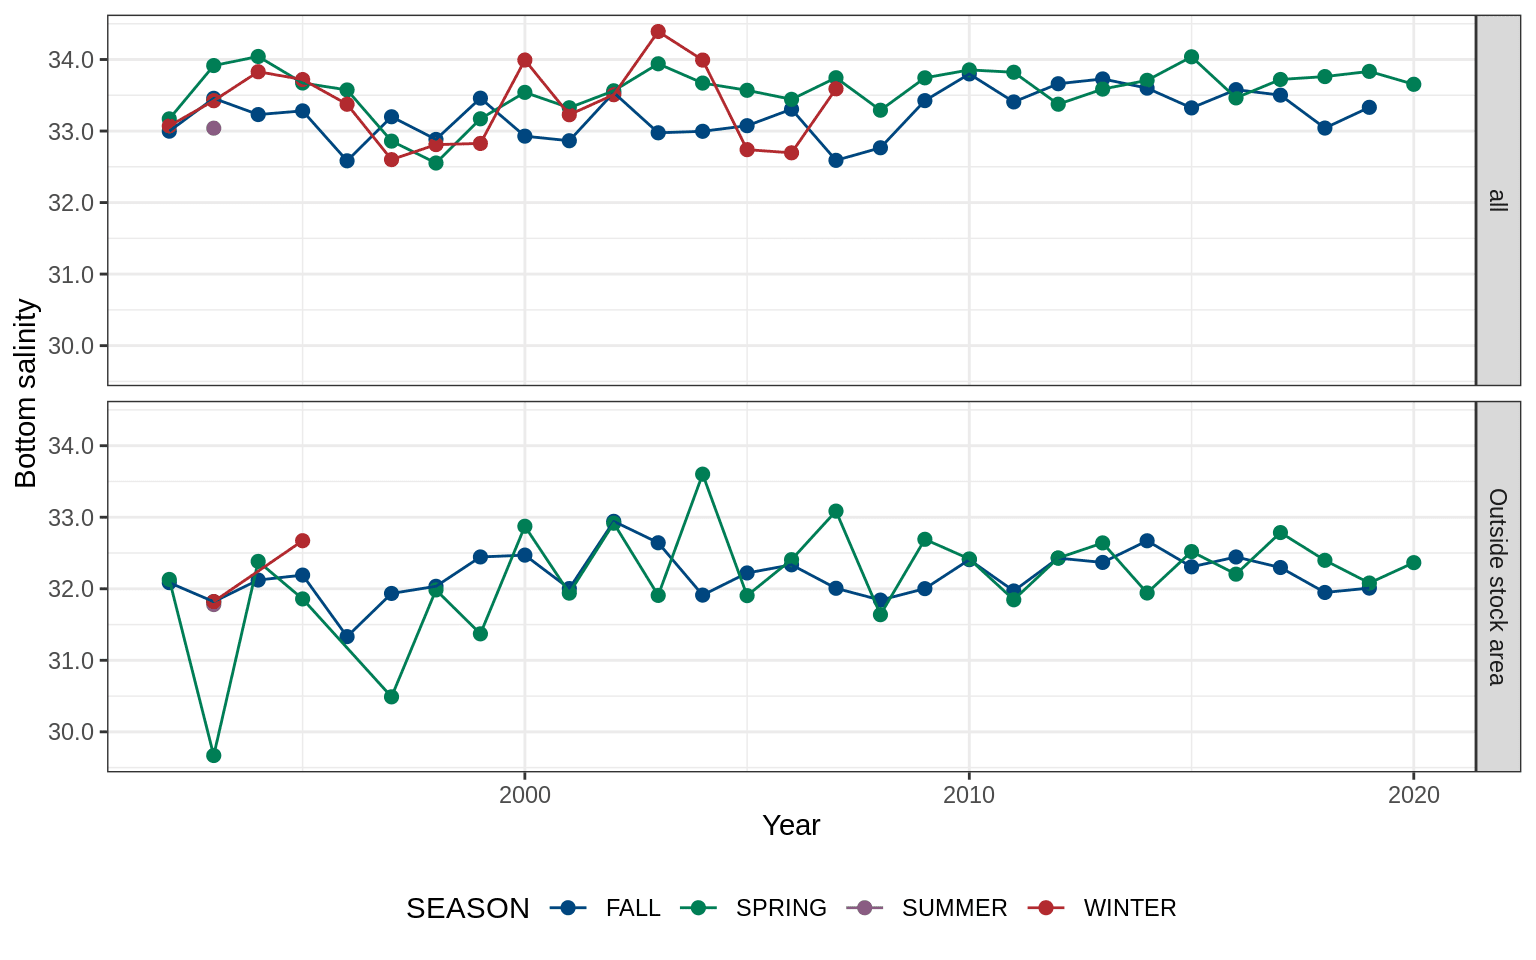 34.0
33.0
32.0
31.0
30.0
all
Bottom salinity
34.0
33.0
32.0
31.0
30.0
Outside stock area
2000 2010 2020
Year
SEASON FALL SPRING SUMMER WINTER